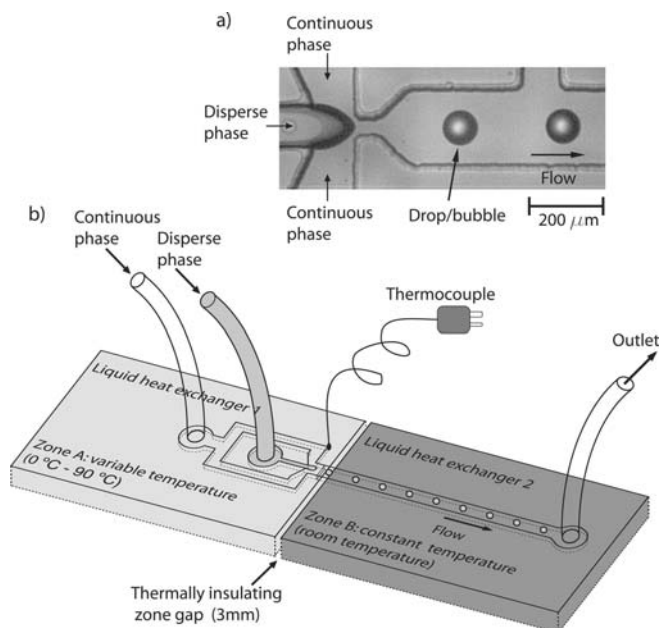 a)
Continuous
phase
Disperse
phase
Continuous
phase
Drop/bubble
Flow
200 μm
b)
Continuous
phase
Disperse
phase
Thermocouple
Outlet
Liquid heat exchanger 1
Zone A: variable temperature
(0 °C - 90 °C)
Liquid heat exchanger 2
Flow
Zone B: constant temperature
(room temperature)
Thermally insulating
zone gap (3mm)